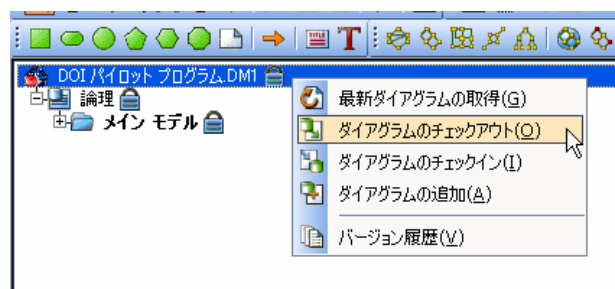 DOI パイロット プログラム.DM1
論理
メイン モデル
最新ダイアグラムの取得(G)
ダイアグラムのチェックアウト(O)
ダイアグラムのチェックイン(I)
ダイアグラムの追加(A)
バージョン履歴(V)